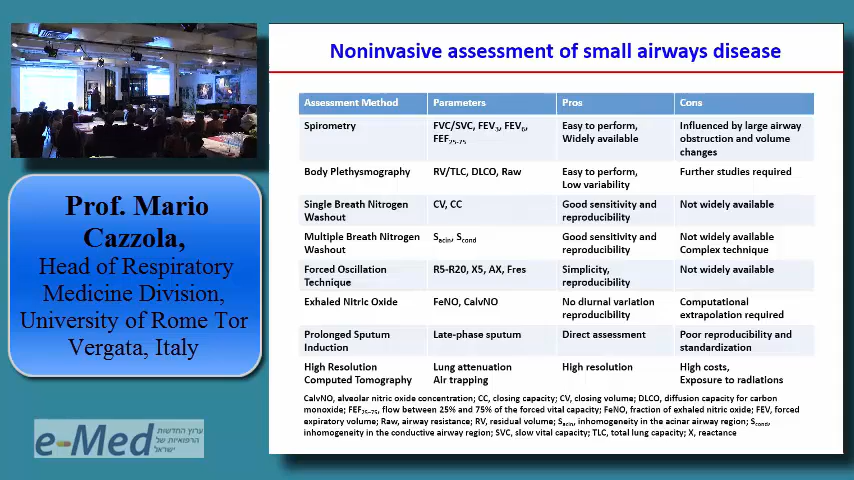 Noninvasive assessment of small airways disease
Prof. Mario
Cazzola,
Head of Respiratory
Medicine Division,
University of Rome Tor
Vergata, Italy
e-Med
ערוץ החדשות
הרפואיות של
ישראל
Assessment Method Parameters Pros Cons
Spirometry FVC/SVC, FEV3, FEV6, Easy to perform, Influenced by large airway
FEF25-75 Widely available obstruction and volume
changes
Body Plethysmography RV/TLC, DLCO, Raw Easy to perform, Further studies required
Low variability
Single Breath Nitrogen CV, CC Good sensitivity and Not widely available
Washout reproducibility
Multiple Breath Nitrogen Sacin, Scond Good sensitivity and Not widely available
Washout reproducibility Complex technique
Forced Oscillation R5-R20, X5, AX, Fres Simplicity, Not widely available
Technique reproducibility
Exhaled Nitric Oxide FeNO, CalvNO No diurnal variation Computational
reproducibility extrapolation required
Prolonged Sputum Late-phase sputum Direct assessment Poor reproducibility and
Induction standardization
High Resolution Lung attenuation High resolution High costs,
Computed Tomography Air trapping Exposure to radiations
CalvNO, alveolar nitric oxide concentration; CC, closing capacity; CV, closing volume; DLCO, diffusion capacity for carbon
monoxide; FEF25–75, flow between 25% and 75% of the forced vital capacity; FeNO, fraction of exhaled nitric oxide; FEV, forced
expiratory volume; Raw, airway resistance; RV, residual volume; Sacin, inhomogeneity in the acinar airway region; Scond,
inhomogeneity in the conductive airway region; SVC, slow vital capacity; TLC, total lung capacity; X, reactance